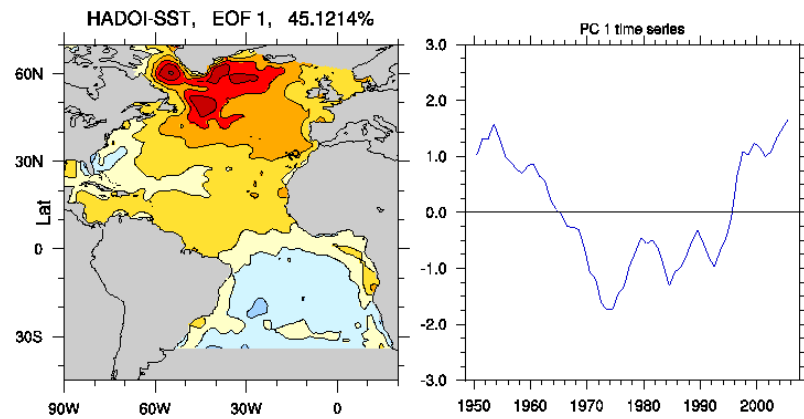 HADOI-SST, EOF 1, 45.1214%
60N
30N
0
30S
Lat
90W 60W 30W 0
PC 1 time series
3.0
2.0
1.0
0.0
-1.0
-2.0
-3.0
1950 1960 1970 1980 1990 2000